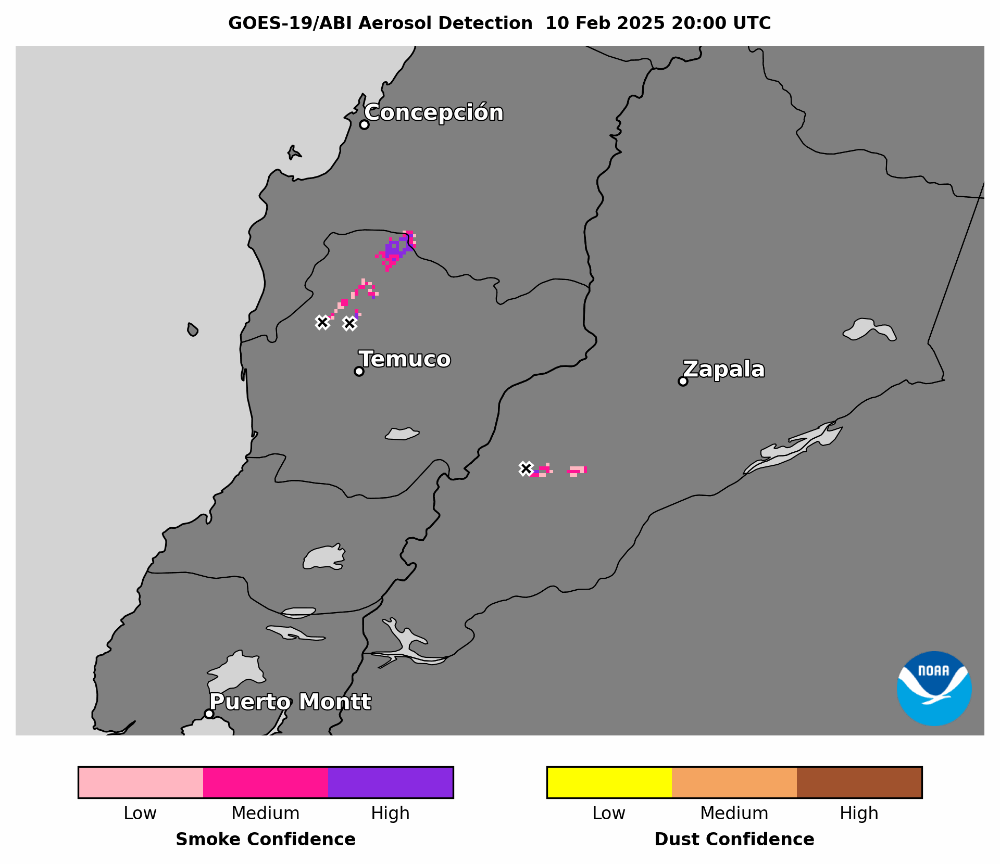 GOES-19/ABI Aerosol Detection  10 Feb 2025 20:00 UTC
Concepción
Temuco
Zapala
Puerto Montt
NOAA
Low Medium High
Smoke Confidence
Low Medium High
Dust Confidence